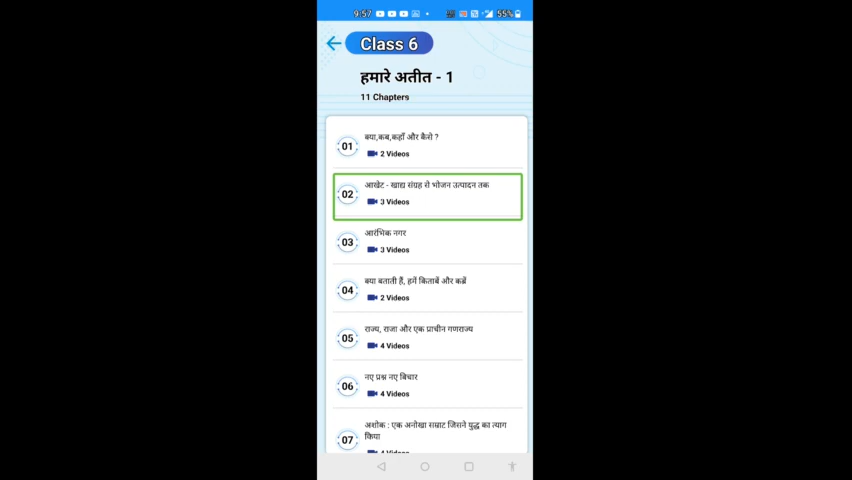 9:57 55%
Class 6
हमारे अतीत - 1
11 Chapters
01
क्या,कब,कहाँ और कैसे ?
2 Videos
02
आखेट - खाद्य संग्रह से भोजन उत्पादन तक
3 Videos
03
आरंभिक नगर
3 Videos
04
क्या बताती हैं, हमें किताबें और कब्रें
2 Videos
05
राज्य, राजा और एक प्राचीन गणराज्य
4 Videos
06
नए प्रश्न नए विचार
4 Videos
07
अशोक : एक अनोखा सम्राट जिसने युद्ध का त्याग
किया
4 Videos